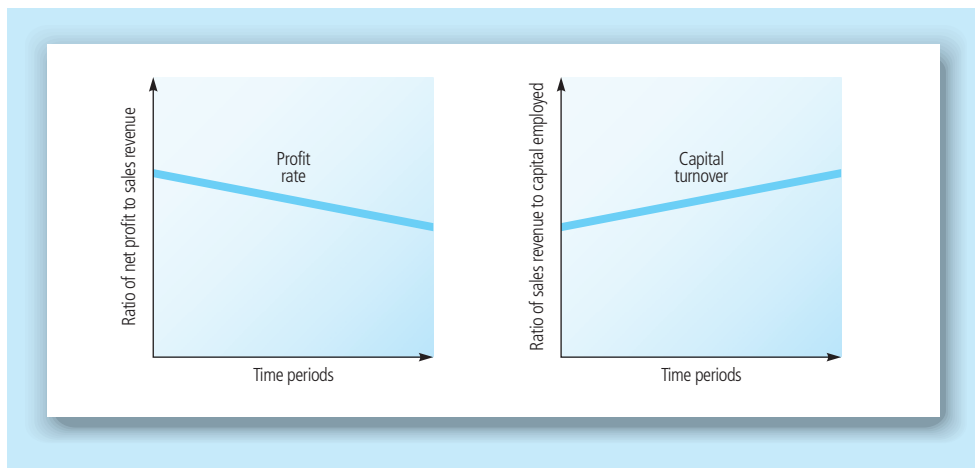 Ratio of net profit to sales revenue
Profit
rate
Time periods
Ratio of sales revenue to capital employed
Capital
turnover
Time periods